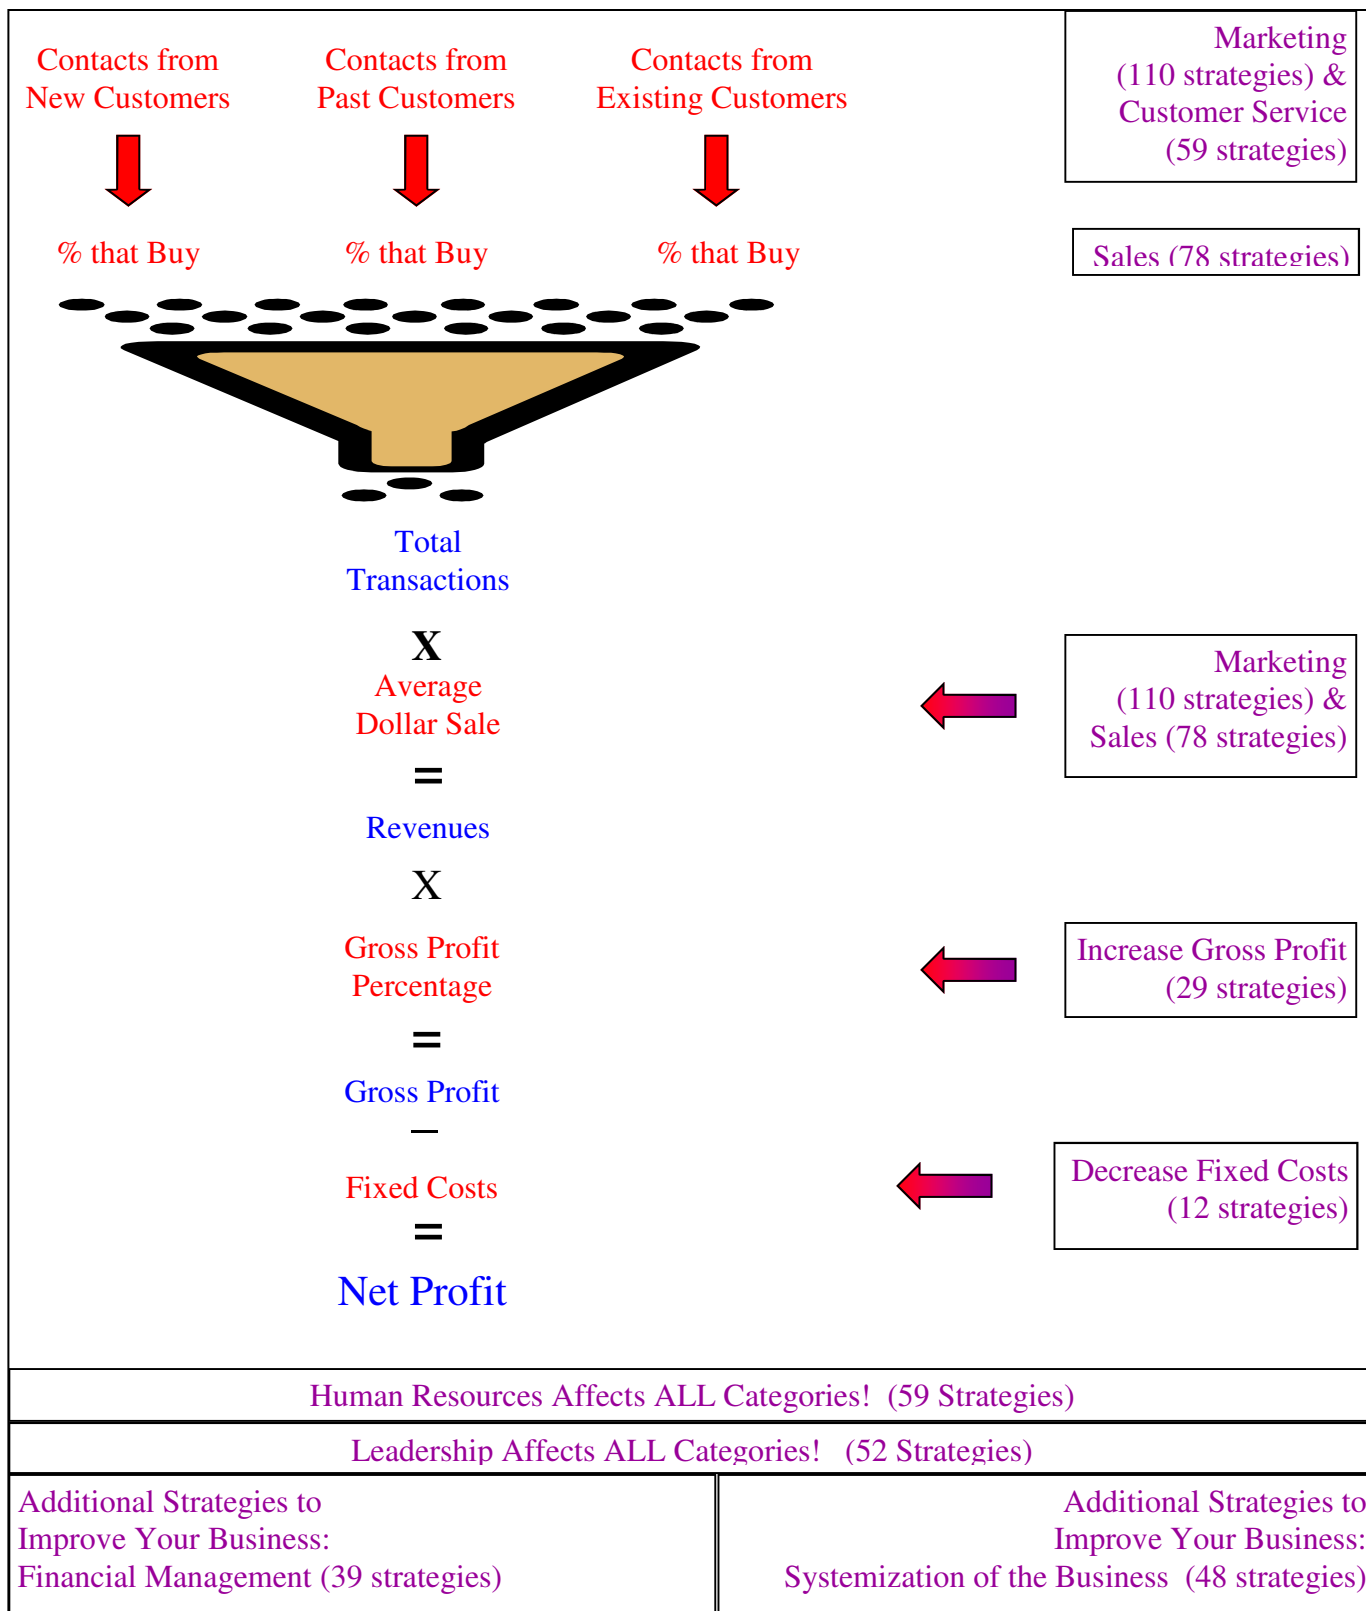 Contacts from
New Customers
Contacts from
Past Customers
Contacts from
Existing Customers
Marketing
(110 strategies) &
Customer Service
(59 strategies)
% that Buy
% that Buy
% that Buy
Sales (78 strategies)
Total
Transactions
X
Average
Dollar Sale
=
Marketing
(110 strategies) &
Sales (78 strategies)
Revenues
X
Gross Profit
Percentage
=
Increase Gross Profit
(29 strategies)
Gross Profit
–
Fixed Costs
=
Decrease Fixed Costs
(12 strategies)
Net Profit
Human Resources Affects ALL Categories!  (59 Strategies)
Leadership Affects ALL Categories!   (52 Strategies)
Additional Strategies to
Improve Your Business:
Financial Management (39 strategies)
Additional Strategies to
Improve Your Business:
Systemization of the Business  (48 strategies)